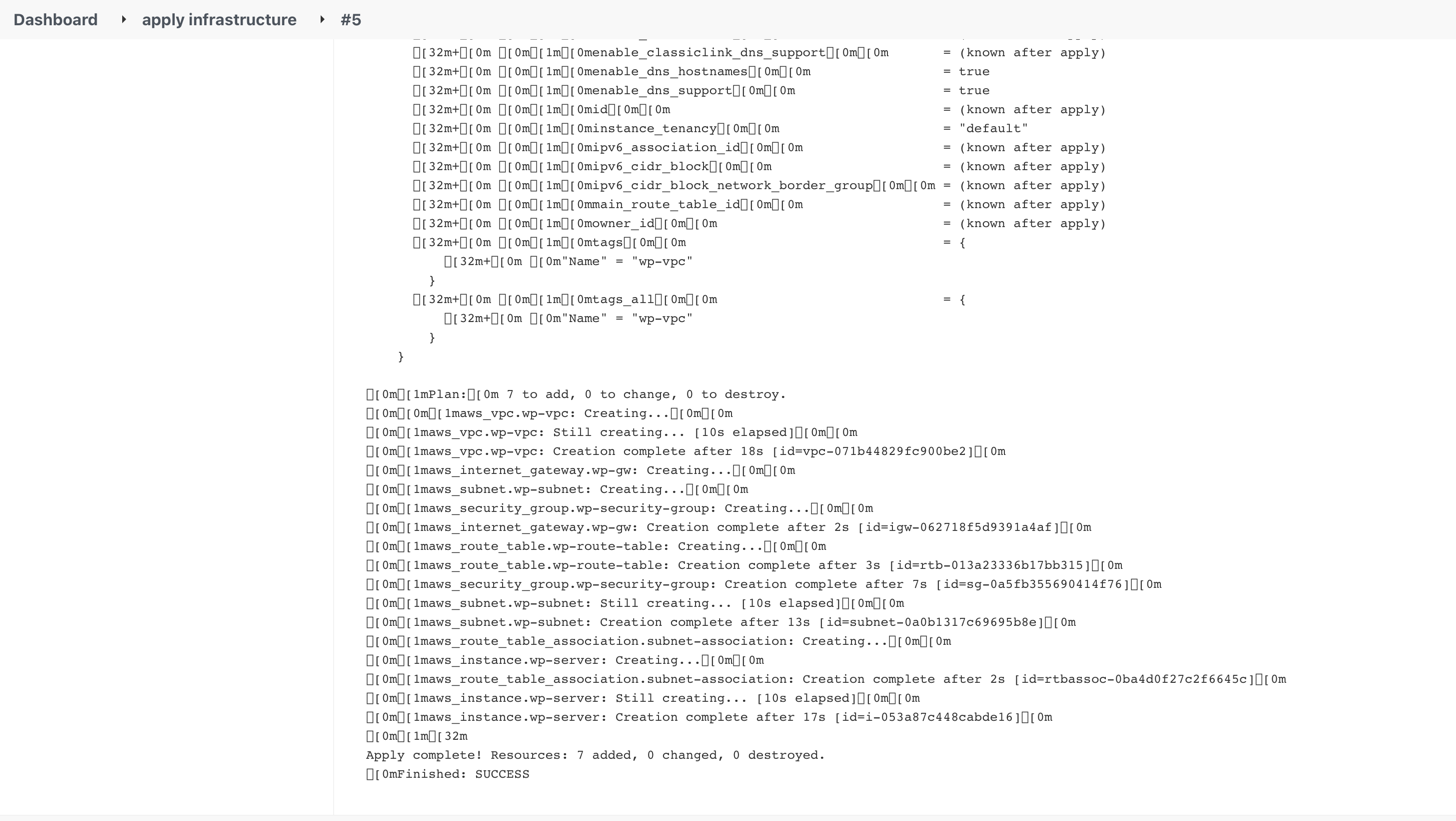 Dashboard ▸ apply infrastructure ▸ #5
▯[32m+▯[0m ▯[0m▯[1m▯[0menable_classiclink_dns_support▯[0m▯[0m = (known after apply)
▯[32m+▯[0m ▯[0m▯[1m▯[0menable_dns_hostnames▯[0m▯[0m = true
▯[32m+▯[0m ▯[0m▯[1m▯[0menable_dns_support▯[0m▯[0m = true
▯[32m+▯[0m ▯[0m▯[1m▯[0mid▯[0m▯[0m = (known after apply)
▯[32m+▯[0m ▯[0m▯[1m▯[0minstance_tenancy▯[0m▯[0m = "default"
▯[32m+▯[0m ▯[0m▯[1m▯[0mipv6_association_id▯[0m▯[0m = (known after apply)
▯[32m+▯[0m ▯[0m▯[1m▯[0mipv6_cidr_block▯[0m▯[0m = (known after apply)
▯[32m+▯[0m ▯[0m▯[1m▯[0mipv6_cidr_block_network_border_group▯[0m▯[0m = (known after apply)
▯[32m+▯[0m ▯[0m▯[1m▯[0mmain_route_table_id▯[0m▯[0m = (known after apply)
▯[32m+▯[0m ▯[0m▯[1m▯[0mowner_id▯[0m▯[0m = (known after apply)
▯[32m+▯[0m ▯[0m▯[1m▯[0mtags▯[0m▯[0m = {
▯[32m+▯[0m ▯[0m"Name" = "wp-vpc"
}
▯[32m+▯[0m ▯[0m▯[1m▯[0mtags_all▯[0m▯[0m = {
▯[32m+▯[0m ▯[0m"Name" = "wp-vpc"
}
}
▯[0m▯[1mPlan:▯[0m 7 to add, 0 to change, 0 to destroy.
▯[0m▯[0m▯[1maws_vpc.wp-vpc: Creating...▯[0m▯[0m
▯[0m▯[1maws_vpc.wp-vpc: Still creating... [10s elapsed]▯[0m▯[0m
▯[0m▯[1maws_vpc.wp-vpc: Creation complete after 18s [id=vpc-071b44829fc900be2]▯[0m
▯[0m▯[1maws_internet_gateway.wp-gw: Creating...▯[0m▯[0m
▯[0m▯[1maws_subnet.wp-subnet: Creating...▯[0m▯[0m
▯[0m▯[1maws_security_group.wp-security-group: Creating...▯[0m▯[0m
▯[0m▯[1maws_internet_gateway.wp-gw: Creation complete after 2s [id=igw-062718f5d9391a4af]▯[0m
▯[0m▯[1maws_route_table.wp-route-table: Creating...▯[0m▯[0m
▯[0m▯[1maws_route_table.wp-route-table: Creation complete after 3s [id=rtb-013a23336b17bb315]▯[0m
▯[0m▯[1maws_security_group.wp-security-group: Creation complete after 7s [id=sg-0a5fb355690414f76]▯[0m
▯[0m▯[1maws_subnet.wp-subnet: Still creating... [10s elapsed]▯[0m▯[0m
▯[0m▯[1maws_subnet.wp-subnet: Creation complete after 13s [id=subnet-0a0b1317c69695b8e]▯[0m
▯[0m▯[1maws_route_table_association.subnet-association: Creating...▯[0m▯[0m
▯[0m▯[1maws_instance.wp-server: Creating...▯[0m▯[0m
▯[0m▯[1maws_route_table_association.subnet-association: Creation complete after 2s [id=rtbassoc-0ba4d0f27c2f6645c]▯[0m
▯[0m▯[1maws_instance.wp-server: Still creating... [10s elapsed]▯[0m▯[0m
▯[0m▯[1maws_instance.wp-server: Creation complete after 17s [id=i-053a87c448cabde16]▯[0m
▯[0m▯[1m▯[32m
Apply complete! Resources: 7 added, 0 changed, 0 destroyed.
▯[0mFinished: SUCCESS